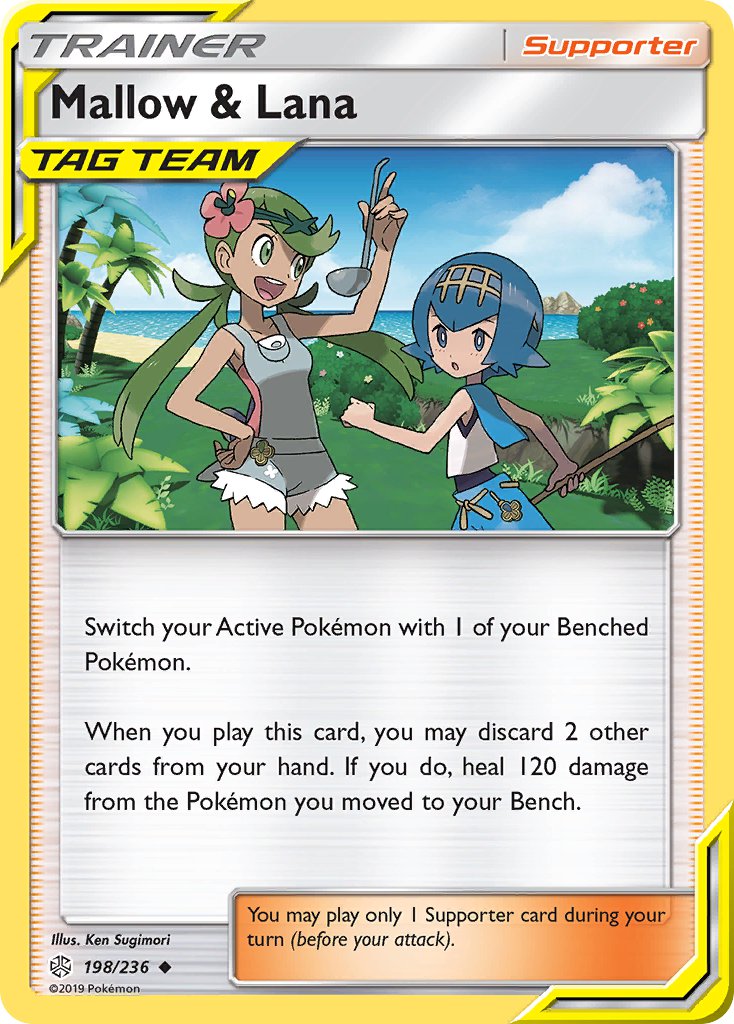 TRAINER
Supporter
Mallow & Lana
TAG TEAM
Switch your Active Pokémon with 1 of your Benched
Pokémon.
When you play this card, you may discard 2 other
cards from your hand. If you do, heal 120 damage
from the Pokémon you moved to your Bench.
You may play only 1 Supporter card during your
turn (before your attack).
Illus. Ken Sugimori
198/236 ◆
©2019 Pokémon